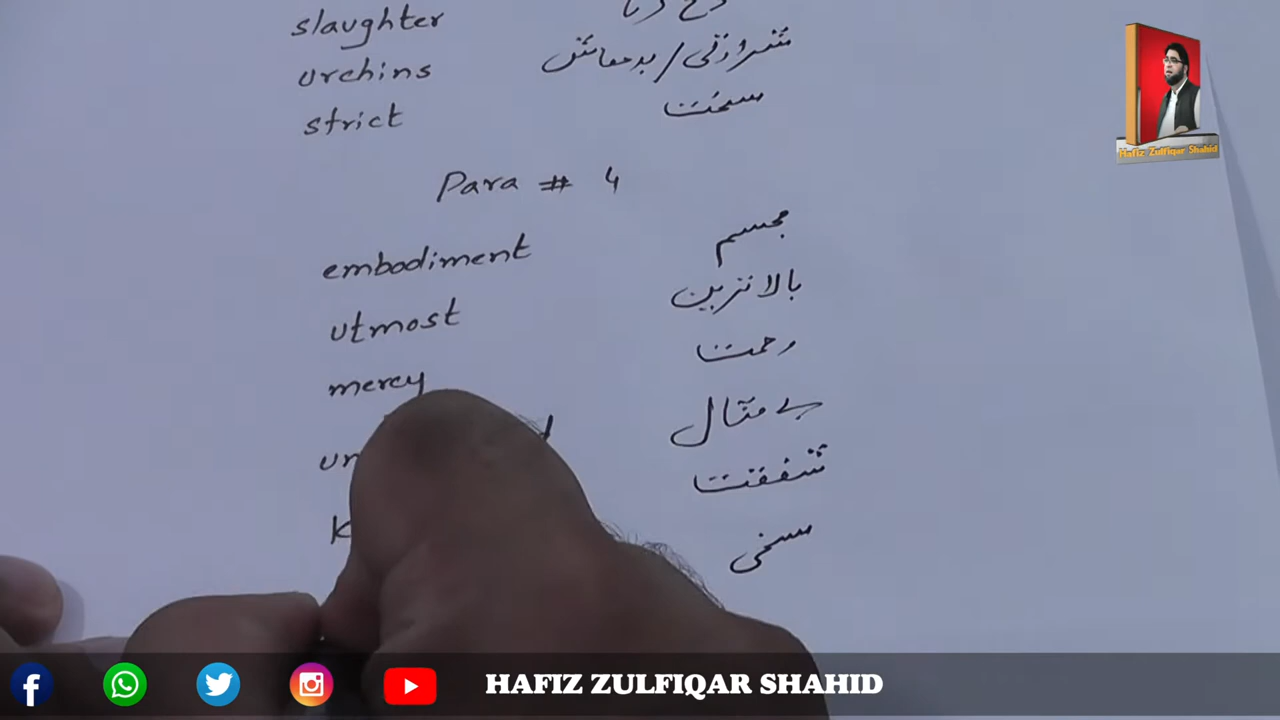 slaughter
urchins شرارتی / بدمعاش
strict سخت
Para # 4
embodiment مجسم
utmost بالاترین
mercy رحمت
بے مثال
شفقت
سخی
Hafiz Zulfiqar Shahid
HAFIZ ZULFIQAR SHAHID